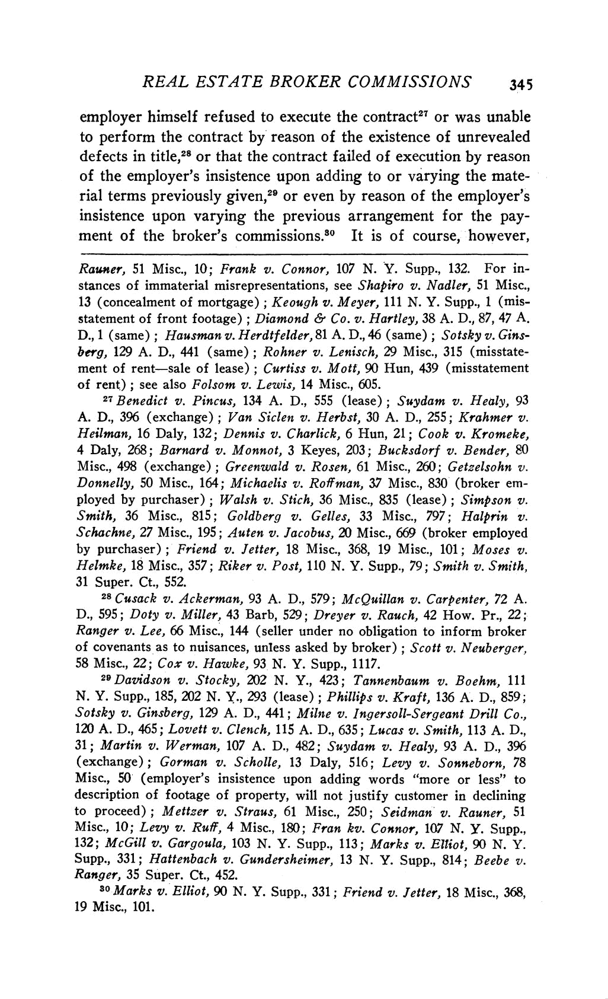 REAL ESTATE BROKER COMMISSIONS 345
employer himself refused to execute the contract²⁷ or was unable
to perform the contract by reason of the existence of unrevealed
defects in title,²⁸ or that the contract failed of execution by reason
of the employer's insistence upon adding to or varying the mate-
rial terms previously given,²⁹ or even by reason of the employer's
insistence upon varying the previous arrangement for the pay-
ment of the broker's commissions.³⁰ It is of course, however,
Rauner, 51 Misc., 10; Frank v. Connor, 107 N. Y. Supp., 132. For in-
stances of immaterial misrepresentations, see Shapiro v. Nadler, 51 Misc.,
13 (concealment of mortgage) ; Keough v. Meyer, 111 N. Y. Supp., 1 (mis-
statement of front footage) ; Diamond & Co. v. Hartley, 38 A. D., 87, 47 A.
D., 1 (same) ; Hausman v. Herdtfelder, 81 A. D., 46 (same) ; Sotsky v. Gins-
berg, 129 A. D., 441 (same) ; Rohner v. Lenisch, 29 Misc., 315 (misstate-
ment of rent—sale of lease) ; Curtiss v. Mott, 90 Hun, 439 (misstatement
of rent) ; see also Folsom v. Lewis, 14 Misc., 605.
²⁷ Benedict v. Pincus, 134 A. D., 555 (lease) ; Suydam v. Healy, 93
A. D., 396 (exchange) ; Van Siclen v. Herbst, 30 A. D., 255; Krahmer v.
Heilman, 16 Daly, 132; Dennis v. Charlick, 6 Hun, 21; Cook v. Kromeke,
4 Daly, 268; Barnard v. Monnot, 3 Keyes, 203; Bucksdorf v. Bender, 80
Misc., 498 (exchange) ; Greenwald v. Rosen, 61 Misc., 260; Getzelsohn v.
Donnelly, 50 Misc., 164; Michaelis v. Roffman, 37 Misc., 830 (broker em-
ployed by purchaser) ; Walsh v. Stich, 36 Misc., 835 (lease) ; Simpson v.
Smith, 36 Misc., 815; Goldberg v. Gelles, 33 Misc., 797; Halprin v.
Schachne, 27 Misc., 195; Auten v. Jacobus, 20 Misc., 669 (broker employed
by purchaser) ; Friend v. Jetter, 18 Misc., 368, 19 Misc., 101; Moses v.
Helmke, 18 Misc., 357; Riker v. Post, 110 N. Y. Supp., 79; Smith v. Smith,
31 Super. Ct., 552.
²⁸ Cusack v. Ackerman, 93 A. D., 579; McQuillan v. Carpenter, 72 A.
D., 595; Doty v. Miller, 43 Barb, 529; Dreyer v. Rauch, 42 How. Pr., 22;
Ranger v. Lee, 66 Misc., 144 (seller under no obligation to inform broker
of covenants as to nuisances, unless asked by broker) ; Scott v. Neuberger,
58 Misc., 22; Cox v. Hawke, 93 N. Y. Supp., 1117.
²⁹ Davidson v. Stocky, 202 N. Y., 423; Tannenbaum v. Boehm, 111
N. Y. Supp., 185, 202 N. Y., 293 (lease) ; Phillips v. Kraft, 136 A. D., 859;
Sotsky v. Ginsberg, 129 A. D., 441; Milne v. Ingersoll-Sergeant Drill Co.,
120 A. D., 465; Lovett v. Clench, 115 A. D., 635; Lucas v. Smith, 113 A. D.,
31; Martin v. Werman, 107 A. D., 482; Suydam v. Healy, 93 A. D., 396
(exchange) ; Gorman v. Scholle, 13 Daly, 516; Levy v. Sonneborn, 78
Misc., 50 (employer's insistence upon adding words "more or less" to
description of footage of property, will not justify customer in declining
to proceed) ; Mettzer v. Straus, 61 Misc., 250; Seidman v. Rauner, 51
Misc., 10; Levy v. Ruff, 4 Misc., 180; Fran kv. Connor, 107 N. Y. Supp.,
132; McGill v. Gargoula, 103 N. Y. Supp., 113; Marks v. Elliot, 90 N. Y.
Supp., 331; Hattenbach v. Gundersheimer, 13 N. Y. Supp., 814; Beebe v.
Ranger, 35 Super. Ct., 452.
³⁰ Marks v. Elliot, 90 N. Y. Supp., 331; Friend v. Jetter, 18 Misc., 368,
19 Misc., 101.